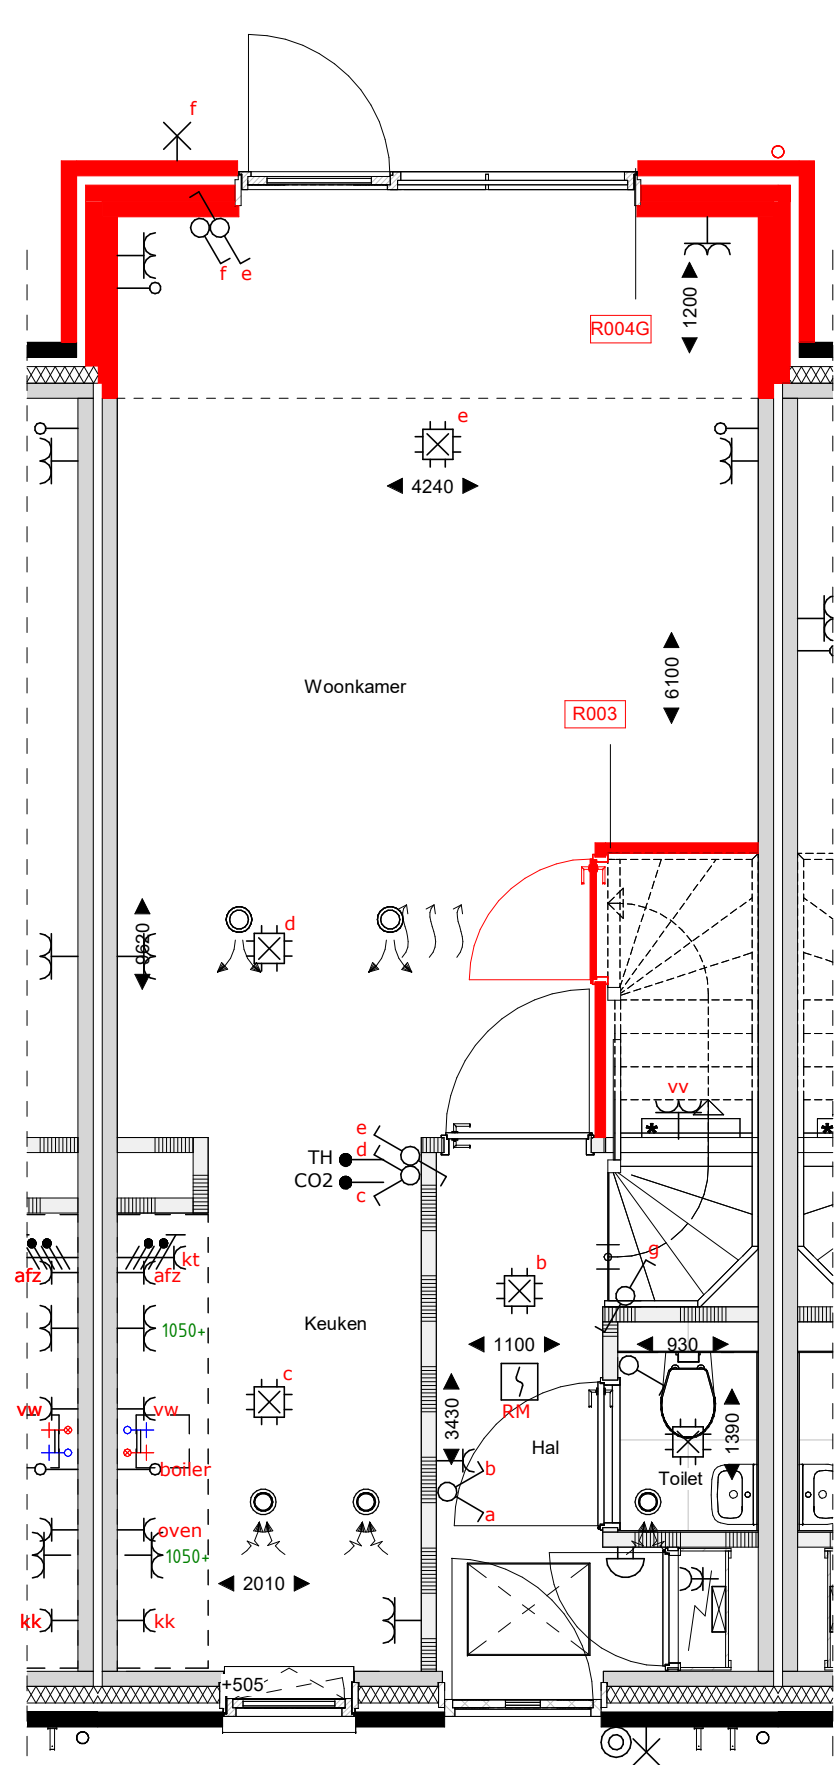 f
f e
R004G
1200
e
4240
Woonkamer
6100
R003
9620
d
vv
e
TH d
CO2
c
*
*
g
kt
afz afz
b
1050+
Keuken
1100
930
c
RM
3430
1390
vw vw
Hal
b
boiler
Toilet
a
oven
1050+
2010
kk kk
+505